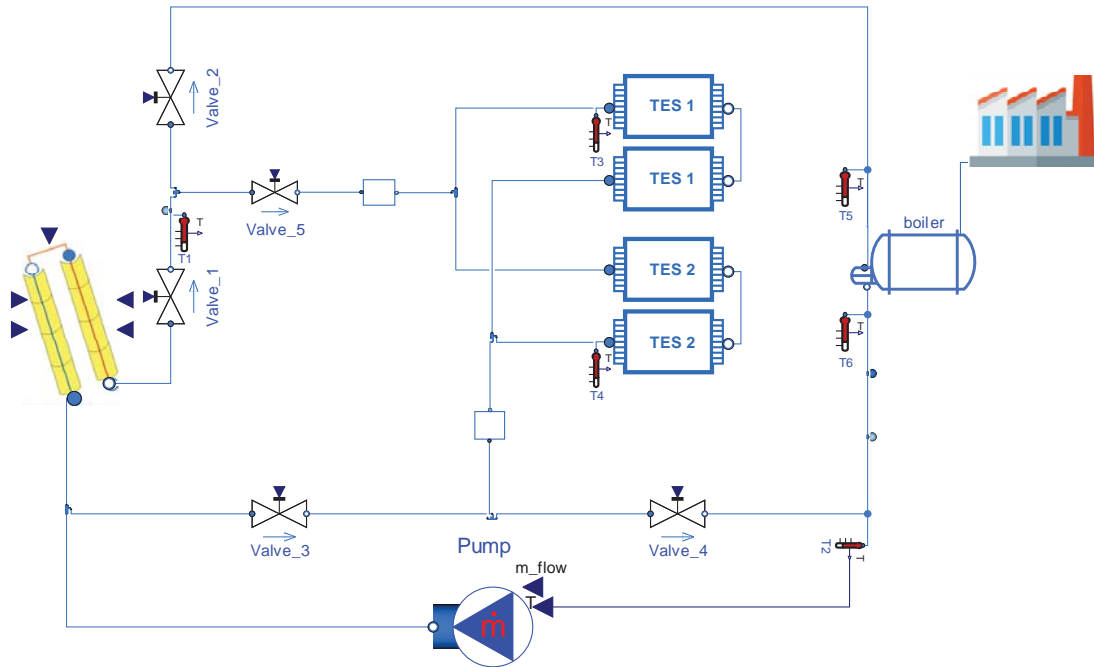 Valve_2
TES 1
T
T3
TES 1
T
T5
Valve_5
T
T1
boiler
Valve_1
TES 2
TES 2
T
T4
T
T6
Valve_3
Pump
Valve_4
T2
T
m_flow
T
ṁ